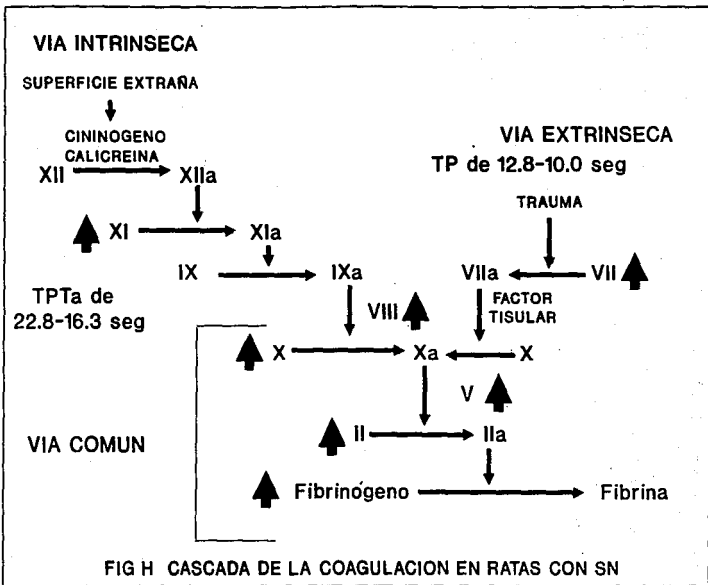 VIA INTRINSECA
SUPERFICIE EXTRAÑA
CININOGENO
CALICREINA
XII XIIa
XI XIa
IX IXa
TPTa de
22.8-16.3 seg
VIA EXTRINSECA
TP de 12.8-10.0 seg
TRAUMA
VIIa VII
FACTOR
TISULAR
VIII
X Xa X
V
VIA COMUN
II IIa
Fibrinógeno Fibrina
FIG H CASCADA DE LA COAGULACION EN RATAS CON SN